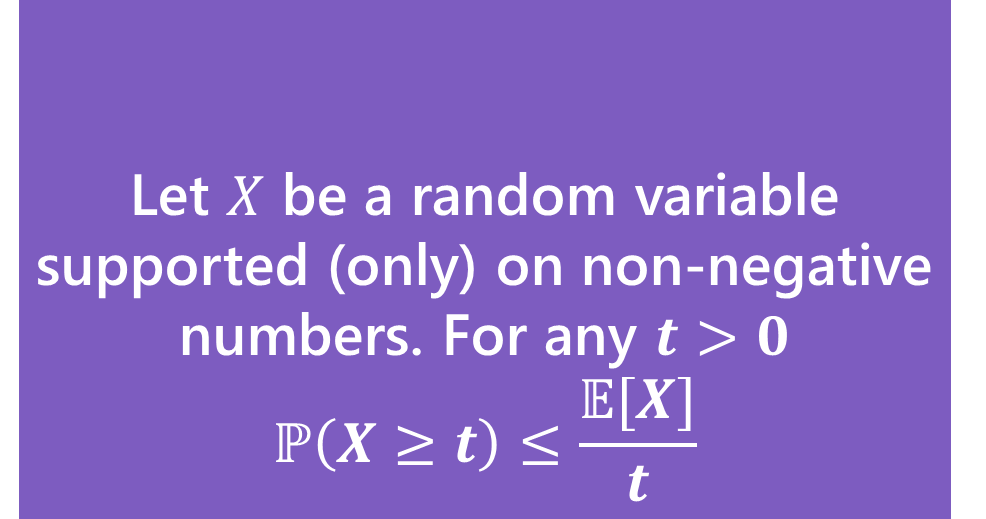 Let 𝑋 be a random variable
supported (only) on non-negative
numbers. For any 𝒕 > 𝟎
ℙ(𝑿 ≥ 𝒕) ≤ 𝔼[𝑿]/𝒕